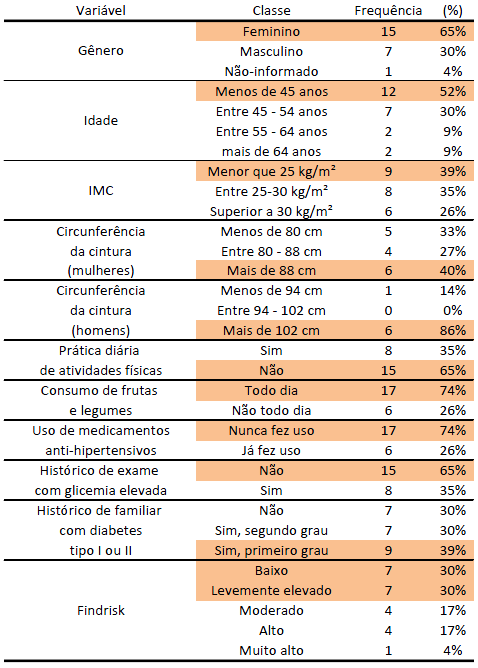 Variável Classe Frequência (%)
Feminino 15 65%
Gênero Masculino 7 30%
Não-informado 1 4%
Menos de 45 anos 12 52%
Idade Entre 45 - 54 anos 7 30%
Entre 55 - 64 anos 2 9%
mais de 64 anos 2 9%
Menor que 25 kg/m² 9 39%
IMC Entre 25-30 kg/m² 8 35%
Superior a 30 kg/m² 6 26%
Circunferência Menos de 80 cm 5 33%
da cintura Entre 80 - 88 cm 4 27%
(mulheres) Mais de 88 cm 6 40%
Circunferência Menos de 94 cm 1 14%
da cintura Entre 94 - 102 cm 0 0%
(homens) Mais de 102 cm 6 86%
Prática diária Sim 8 35%
de atividades físicas Não 15 65%
Consumo de frutas Todo dia 17 74%
e legumes Não todo dia 6 26%
Uso de medicamentos Nunca fez uso 17 74%
anti-hipertensivos Já fez uso 6 26%
Histórico de exame Não 15 65%
com glicemia elevada Sim 8 35%
Histórico de familiar Não 7 30%
com diabetes Sim, segundo grau 7 30%
tipo I ou II Sim, primeiro grau 9 39%
Baixo 7 30%
Levemente elevado 7 30%
Findrisk Moderado 4 17%
Alto 4 17%
Muito alto 1 4%